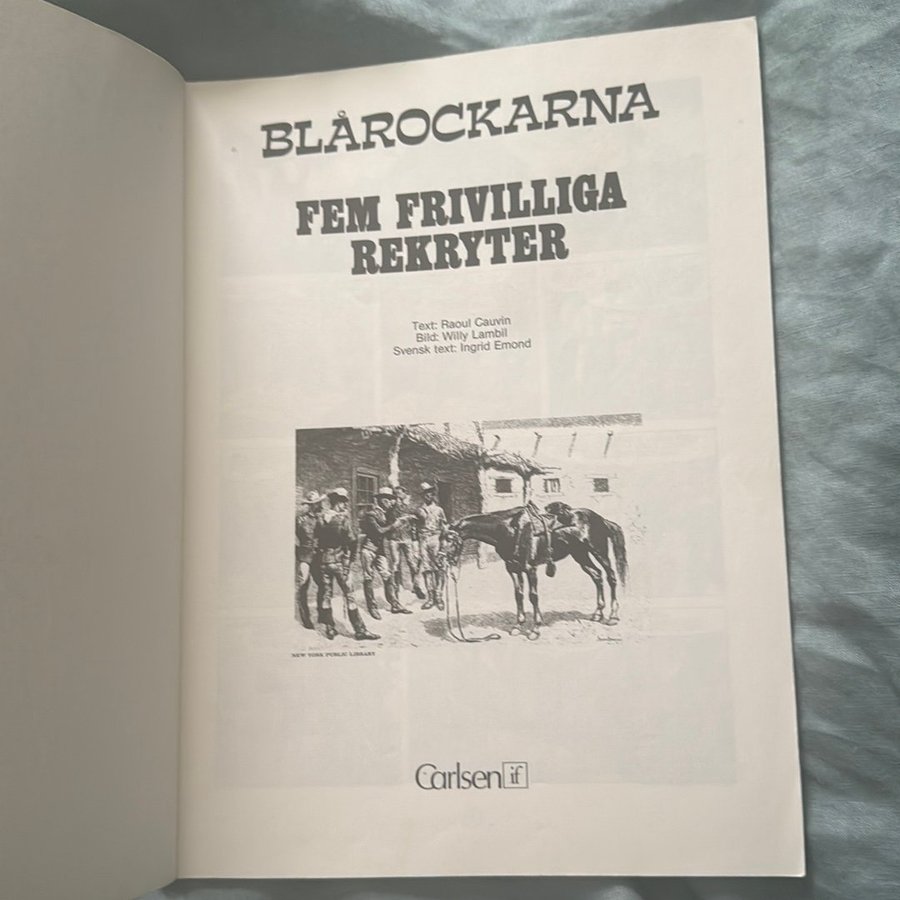 BLÅROCKARNA
FEM FRIVILLIGA
REKRYTER
Text: Raoul Cauvin
Bild: Willy Lambil
Svensk text: Ingrid Emond
NEW YORK PUBLIC LIBRARY
Carlsen if